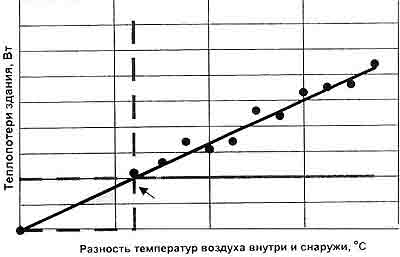 Теплопотери здания, Вт
Разность температур воздуха внутри и снаружи, °С